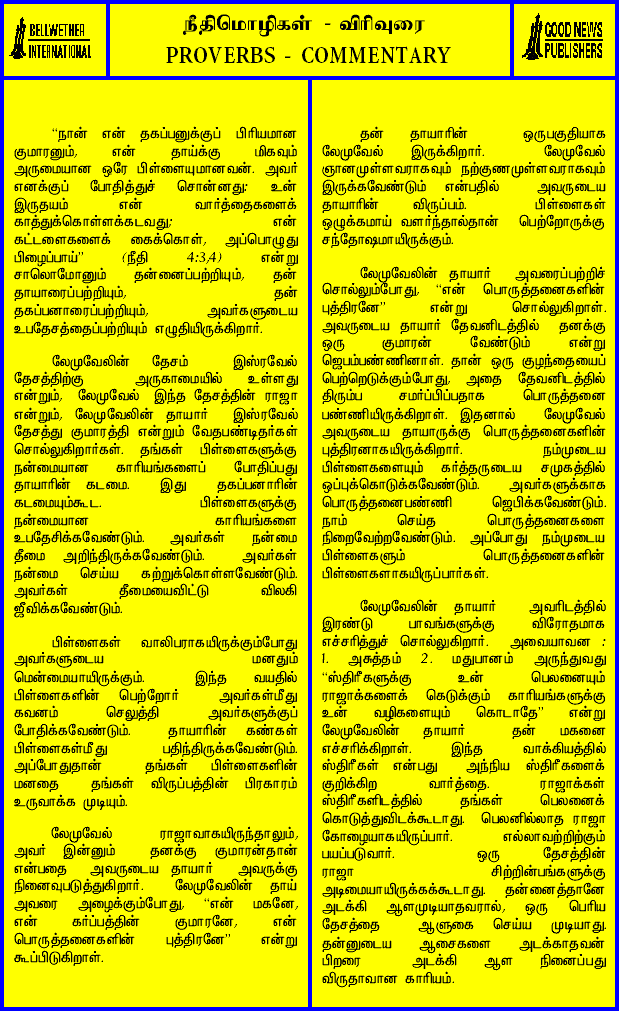 BELLWETHER
INTERNATIONAL
நீதிமொழிகள் - விரிவுரை
PROVERBS - COMMENTARY
GOOD NEWS
PUBLISHERS
“நான் என் தகப்பனுக்குப் பிரியமான
குமாரனும், என் தாய்க்கு மிகவும்
அருமையான ஒரே பிள்ளையுமானவன். அவர்
எனக்குப் போதித்துச் சொன்னது: உன்
இருதயம் என் வார்த்தைகளைக்
காத்துக்கொள்ளக்கடவது; என்
கட்டளைகளைக் கைக்கொள், அப்பொழுது
பிழைப்பாய்” (நீதி 4:3,4) என்று
சாலொமோனும் தன்னைப்பற்றியும், தன்
தாயாரைப்பற்றியும், தன்
தகப்பனாரைப்பற்றியும், அவர்களுடைய
உபதேசத்தைப்பற்றியும் எழுதியிருக்கிறார்.
லேமுவேலின் தேசம் இஸ்ரவேல்
தேசத்திற்கு அருகாமையில் உள்ளது
என்றும், லேமுவேல் இந்த தேசத்தின் ராஜா
என்றும், லேமுவேலின் தாயார் இஸ்ரவேல்
தேசத்து குமாரத்தி என்றும் வேதபண்டிதர்கள்
சொல்லுகிறார்கள். தங்கள் பிள்ளைகளுக்கு
நன்மையான காரியங்களைப் போதிப்பது
தாயாரின் கடமை. இது தகப்பனாரின்
கடமையும்கூட. பிள்ளைகளுக்கு
நன்மையான காரியங்களை
உபதேசிக்கவேண்டும். அவர்கள் நன்மை
தீமை அறிந்திருக்கவேண்டும். அவர்கள்
நன்மை செய்ய கற்றுக்கொள்ளவேண்டும்.
அவர்கள் தீமையைவிட்டு விலகி
ஜீவிக்கவேண்டும்.
பிள்ளைகள் வாலிபராகயிருக்கும்போது
அவர்களுடைய மனதும்
மென்மையாயிருக்கும். இந்த வயதில்
பிள்ளைகளின் பெற்றோர் அவர்கள்மீது
கவனம் செலுத்தி அவர்களுக்குப்
போதிக்கவேண்டும். தாயாரின் கண்கள்
பிள்ளைகள்மீது பதிந்திருக்கவேண்டும்.
அப்போதுதான் தங்கள் பிள்ளைகளின்
மனதை தங்கள் விருப்பத்தின் பிரகாரம்
உருவாக்க முடியும்.
லேமுவேல் ராஜாவாகயிருந்தாலும்,
அவர் இன்னும் தனக்கு குமாரன்தான்
என்பதை அவருடைய தாயார் அவருக்கு
நினைவுபடுத்துகிறார். லேமுவேலின் தாய்
அவரை அழைக்கும்போது, “என் மகனே,
என் கர்ப்பத்தின் குமாரனே, என்
பொருத்தனைகளின் புத்திரனே” என்று
கூப்பிடுகிறாள்.
தன் தாயாரின் ஒருபகுதியாக
லேமுவேல் இருக்கிறார். லேமுவேல்
ஞானமுள்ளவராகவும் நற்குணமுள்ளவராகவும்
இருக்கவேண்டும் என்பதில் அவருடைய
தாயாரின் விருப்பம். பிள்ளைகள்
ஒழுக்கமாய் வளர்ந்தால்தான் பெற்றோருக்கு
சந்தோஷமாயிருக்கும்.
லேமுவேலின் தாயார் அவரைப்பற்றிச்
சொல்லும்போது, “என் பொருத்தனைகளின்
புத்திரனே” என்று சொல்லுகிறாள்.
அவருடைய தாயார் தேவனிடத்தில் தனக்கு
ஒரு குமாரன் வேண்டும் என்று
ஜெபம்பண்ணினாள். தான் ஒரு குழந்தையைப்
பெற்றெடுக்கும்போது, அதை தேவனிடத்தில்
திரும்ப சமர்ப்பிப்பதாக பொருத்தனை
பண்ணியிருக்கிறாள். இதனால் லேமுவேல்
அவருடைய தாயாருக்கு பொருத்தனைகளின்
புத்திரனாகயிருக்கிறார். நம்முடைய
பிள்ளைகளையும் கர்த்தருடைய சமுகத்தில்
ஒப்புக்கொடுக்கவேண்டும். அவர்களுக்காக
பொருத்தனைபண்ணி ஜெபிக்கவேண்டும்.
நாம் செய்த பொருத்தனைகளை
நிறைவேற்றவேண்டும். அப்போது நம்முடைய
பிள்ளைகளும் பொருத்தனைகளின்
பிள்ளைகளாகயிருப்பார்கள்.
லேமுவேலின் தாயார் அவரிடத்தில்
இரண்டு பாவங்களுக்கு விரோதமாக
எச்சரித்துச் சொல்லுகிறார். அவையாவன :
1. அசுத்தம் 2. மதுபானம் அருந்துவது
“ஸ்திரீகளுக்கு உன் பெலனையும்
ராஜாக்களைக் கெடுக்கும் காரியங்களுக்கு
உன் வழிகளையும் கொடாதே” என்று
லேமுவேலின் தாயார் தன் மகனை
எச்சரிக்கிறாள். இந்த வாக்கியத்தில்
ஸ்திரீகள் என்பது அந்நிய ஸ்திரீகளைக்
குறிக்கிற வார்த்தை. ராஜாக்கள்
ஸ்திரீகளிடத்தில் தங்கள் பெலனைக்
கொடுத்துவிடக்கூடாது. பெலனில்லாத ராஜா
கோழையாகயிருப்பார். எல்லாவற்றிற்கும்
பயப்படுவார். ஒரு தேசத்தின்
ராஜா சிற்றின்பங்களுக்கு
அடிமையாயிருக்கக்கூடாது. தன்னைத்தானே
அடக்கி ஆளமுடியாதவரால், ஒரு பெரிய
தேசத்தை ஆளுகை செய்ய முடியாது.
தன்னுடைய ஆசைகளை அடக்காதவன்
பிறரை அடக்கி ஆள நினைப்பது
விருதாவான காரியம்.